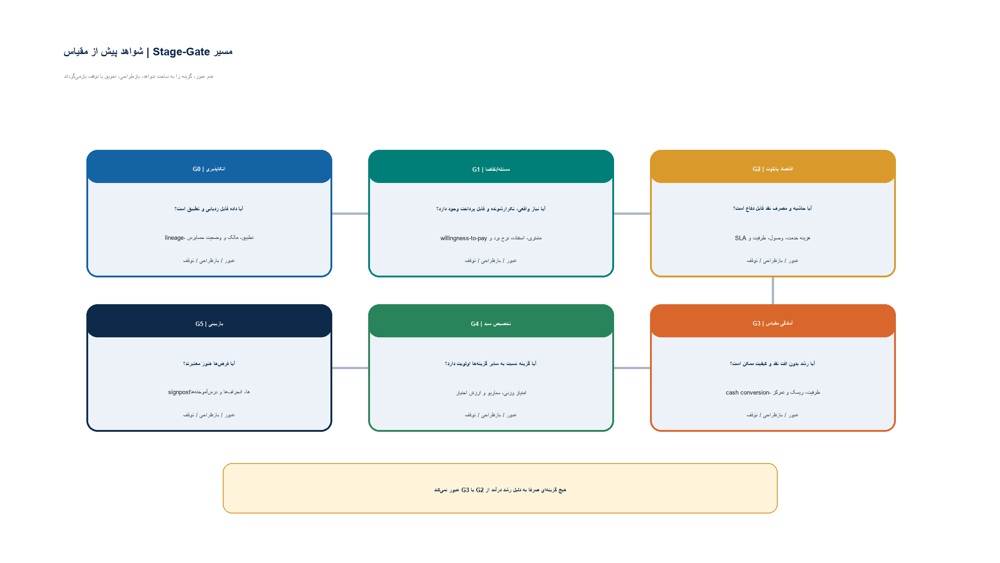 مسیر Stage-Gate | شواهد پیش از مقیاس
عدم عبور، گزینه را به ساخت شواهد، بازطراحی، تعویق یا توقف بازمی‌گرداند
G0 | اتکاپذیری
آیا داده قابل ردیابی و تطبیق است؟
lineage، تطبیق، مالک و وضعیت حسابرس
عبور / بازطراحی / توقف
G1 | مسئله/تقاضا
آیا نیاز واقعی، تکرارشونده و قابل پرداخت وجود دارد؟
مشتری، استفاده، نرخ برد و willingness-to-pay
عبور / بازطراحی / توقف
G2 | اقتصاد پایلوت
آیا حاشیه و مصرف نقد قابل دفاع است؟
هزینه خدمت، وصول، ظرفیت و SLA
عبور / بازطراحی / توقف
G3 | آمادگی مقیاس
آیا رشد بدون افت نقد و کیفیت ممکن است؟
cash conversion، ظرفیت، ریسک و تمرکز
عبور / بازطراحی / توقف
G4 | تخصیص سبد
آیا گزینه نسبت به سایر گزینه‌ها اولویت دارد؟
امتیاز وزنی، سناریو و ارزش اختیار
عبور / بازطراحی / توقف
G5 | بازبینی
آیا فرض‌ها هنوز معتبرند؟
signpostها، انحراف‌ها و درس‌آموخته‌ها
عبور / بازطراحی / توقف
هیچ گزینه‌ای صرفا به دلیل رشد درآمد از G2 یا G3 عبور نمی‌کند